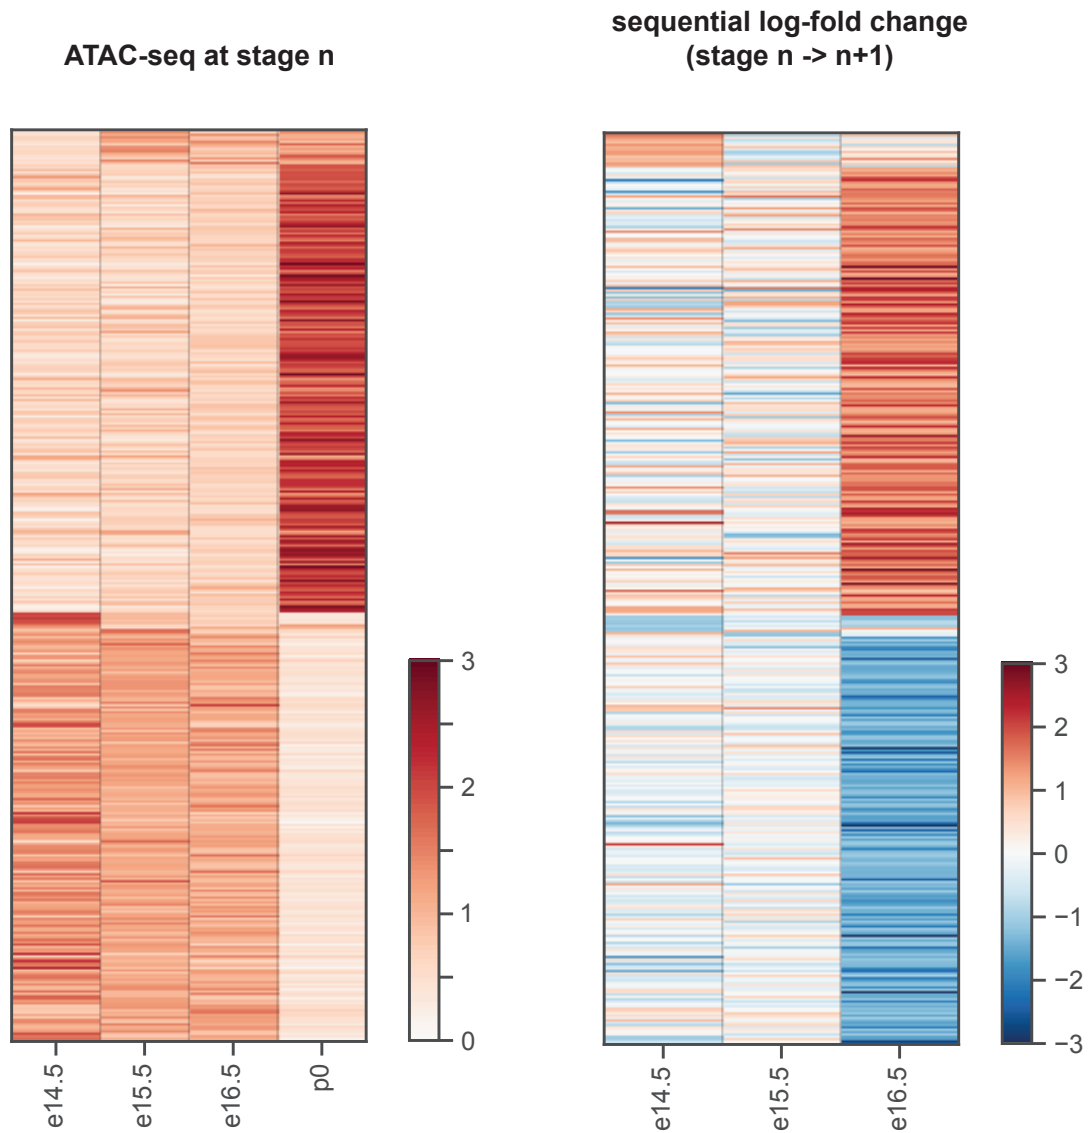 ATAC-seq at stage n
sequential log-fold change
(stage n -> n+1)
3
2
1
0
3
2
1
0
−1
−2
−3
e14.5
e15.5
e16.5
p0
e14.5
e15.5
e16.5